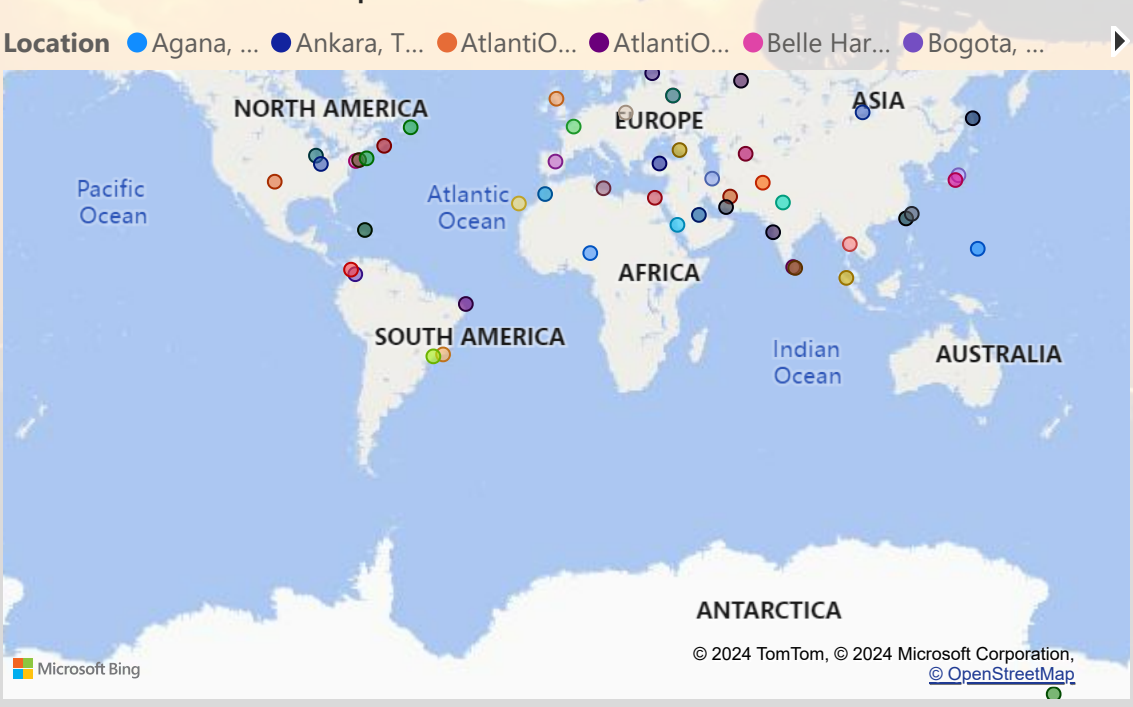 Location Agana, ... Ankara, T... AtlantiO... AtlantiO... Belle Har... Bogota, ...
NORTH AMERICA
ASIA
EUROPE
Pacific
Ocean
Atlantic
Ocean
AFRICA
SOUTH AMERICA
Indian
Ocean
AUSTRALIA
ANTARCTICA
© 2024 TomTom, © 2024 Microsoft Corporation,
© OpenStreetMap
Microsoft Bing